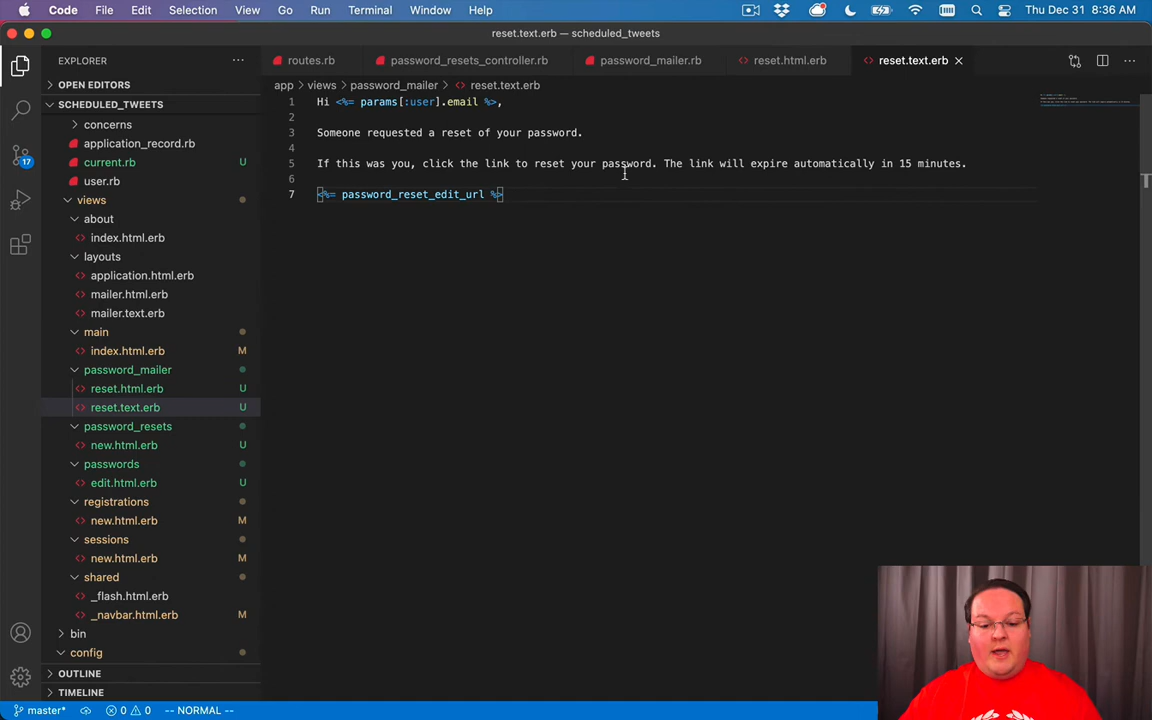 Code File Edit Selection View Go Run Terminal Window Help Thu Dec 31 8:36 AM
reset.text.erb — scheduled_tweets
EXPLORER
routes.rb password_resets_controller.rb password_mailer.rb reset.html.erb reset.text.erb
OPEN EDITORS
app > views > password_mailer > reset.text.erb
SCHEDULED_TWEETS
concerns
application_record.rb
current.rb U
user.rb
views
about
index.html.erb
layouts
application.html.erb
mailer.html.erb
mailer.text.erb
main
index.html.erb M
password_mailer
reset.html.erb U
reset.text.erb U
password_resets
new.html.erb U
passwords
edit.html.erb U
registrations
new.html.erb M
sessions
new.html.erb M
shared
_flash.html.erb
_navbar.html.erb M
bin
config
OUTLINE
TIMELINE
17
1 Hi <%= params[:user].email %>,
2
3 Someone requested a reset of your password.
4
5 If this was you, click the link to reset your password. The link will expire automatically in 15 minutes.
6
7 <%= password_reset_edit_url %>
master* 0 0 -- NORMAL --